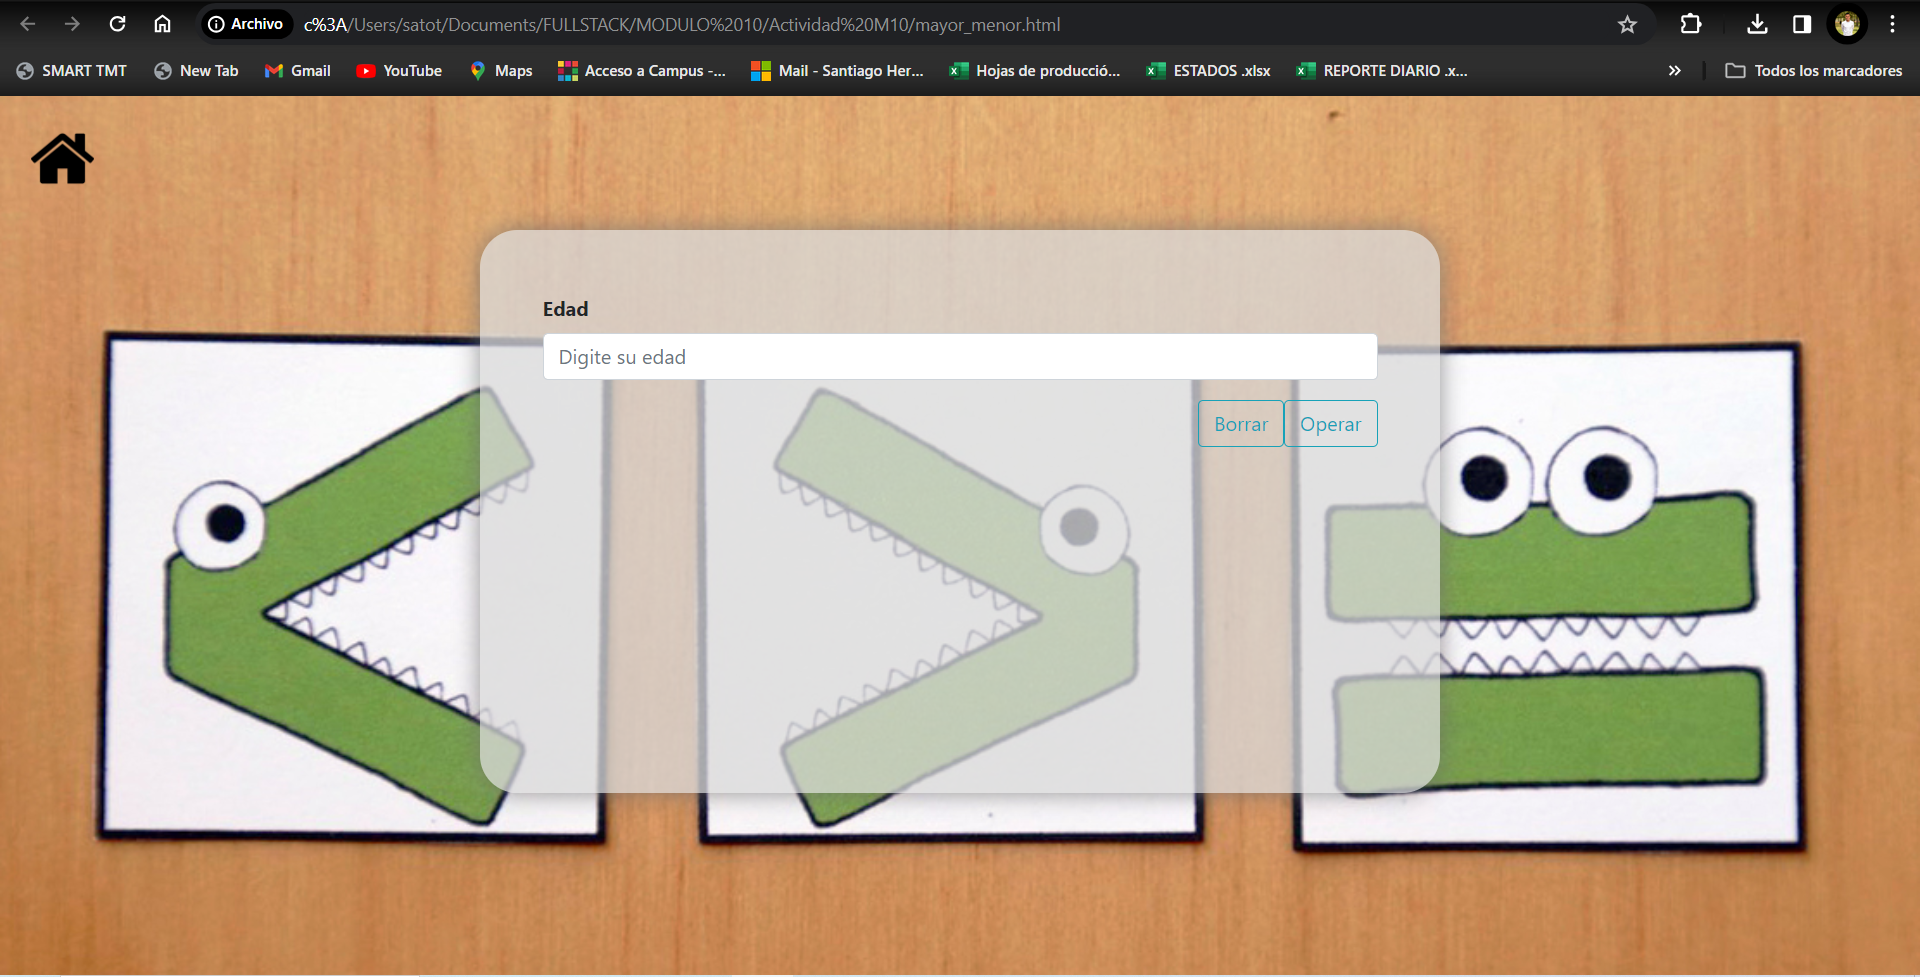 Archivo c%3A/Users/satot/Documents/FULLSTACK/MODULO%2010/Actividad%20M10/mayor_menor.html
SMART TMT New Tab Gmail YouTube Maps Acceso a Campus -... Mail - Santiago Her... Hojas de producció... ESTADOS .xlsx REPORTE DIARIO .x... » Todos los marcadores
Edad
Digite su edad
Borrar Operar